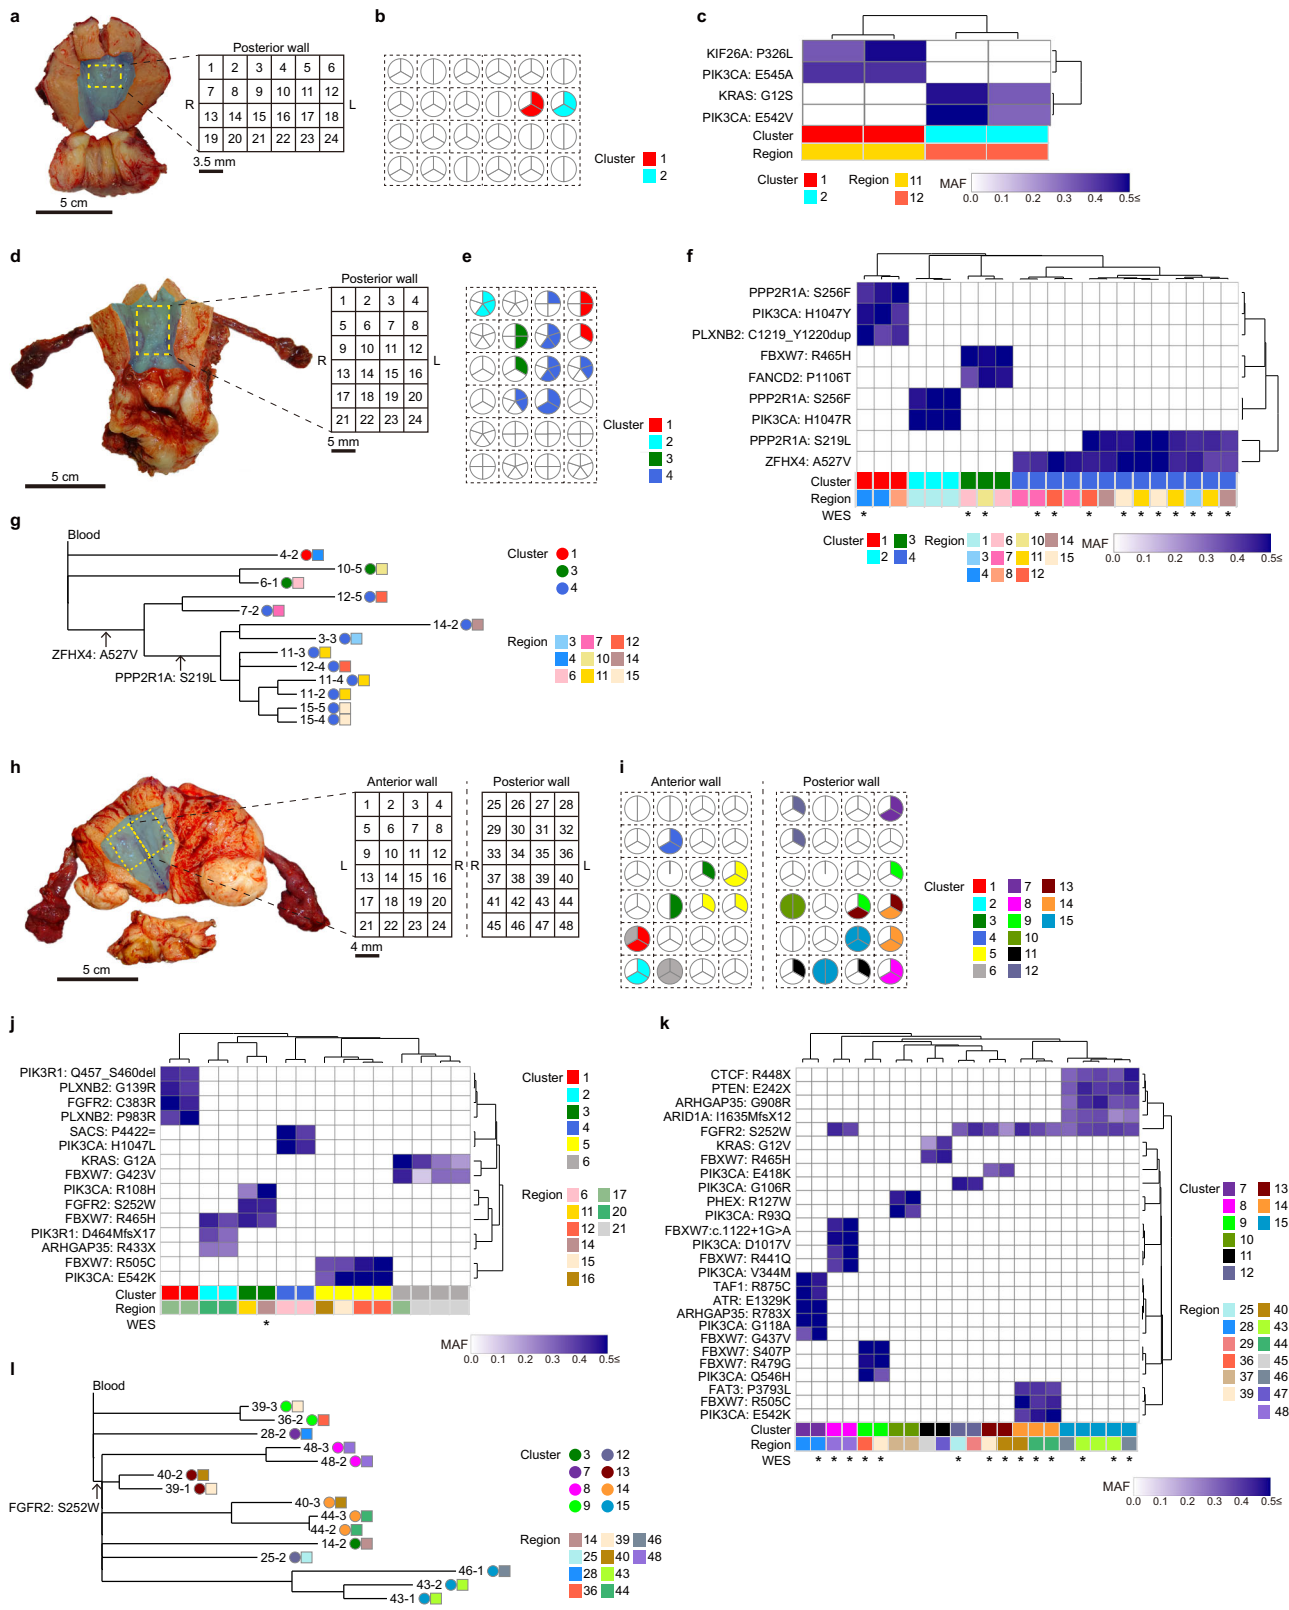 a
Posterior wall
1 2 3 4 5 6
7 8 9 10 11 12
13 14 15 16 17 18
19 20 21 22 23 24
R
L
3.5 mm
5 cm
b
Cluster 1
2
c
KIF26A: P326L
PIK3CA: E545A
KRAS: G12S
PIK3CA: E542V
Cluster
Region
Cluster 1
2
Region 11
12
MAF
0.0 0.1 0.3 0.4 0.5≤
d
Posterior wall
1 2 3 4
5 6 7 8
9 10 11 12
13 14 15 16
17 18 19 20
21 22 23 24
R
L
5 mm
5 cm
e
Cluster 1
2
3
4
f
PPP2R1A: S256F
PIK3CA: H1047Y
PLXNB2: C1219_Y1220dup
FBXW7: R465H
FANCD2: P1106T
PPP2R1A: S256F
PIK3CA: H1047R
PPP2R1A: S219L
ZFHX4: A527V
Cluster
Region
WES * * * * * * * * * * * *
Cluster 1 3
2 4
Region 1 6 10 14
3 7 11 15
4 8 12
MAF
0.0 0.1 0.3 0.4 0.5≤
g
Blood
4-2
10-5
6-1
12-5
7-2
14-2
3-3
11-3
12-4
11-4
11-2
15-5
15-4
ZFHX4: A527V
PPP2R1A: S219L
Cluster 1
3
4
Region 3 7 12
4 10 14
6 11 15
h
Anterior wall
Posterior wall
1 2 3 4
5 6 7 8
9 10 11 12
13 14 15 16
17 18 19 20
21 22 23 24
25 26 27 28
29 30 31 32
33 34 35 36
37 38 39 40
41 42 43 44
45 46 47 48
L
R
R
L
4 mm
5 cm
i
Anterior wall
Posterior wall
Cluster 1 7 13
2 8 14
3 9 15
4 10
5 11
6 12
j
PIK3R1: Q457_S460del
PLXNB2: G139R
FGFR2: C383R
PLXNB2: P983R
SACS: P4422=
PIK3CA: H1047L
KRAS: G12A
FBXW7: G423V
PIK3CA: R108H
FGFR2: S252W
FBXW7: R465H
PIK3R1: D464MfsX17
ARHGAP35: R433X
FBXW7: R505C
PIK3CA: E542K
Cluster
Region
WES *
Cluster 1
2
3
4
5
6
Region 6 17
11 20
12 21
14
15
16
MAF
0.0 0.1 0.3 0.4 0.5≤
k
CTCF: R448X
PTEN: E242X
ARHGAP35: G908R
ARID1A: I1635MfsX12
FGFR2: S252W
KRAS: G12V
FBXW7: R465H
PIK3CA: E418K
PIK3CA: G106R
PHEX: R127W
PIK3CA: R93Q
FBXW7:c.1122+1G>A
PIK3CA: D1017V
FBXW7: R441Q
PIK3CA: V344M
TAF1: R875C
ATR: E1329K
ARHGAP35: R783X
PIK3CA: G118A
FBXW7: G437V
FBXW7: S407P
FBXW7: R479G
PIK3CA: Q546H
FAT3: P3793L
FBXW7: R505C
PIK3CA: E542K
Cluster
Region
WES * * * * * * * * * * * * * *
Cluster 7 13
8 14
9 15
10
11
12
Region 25 40
28 43
29 44
36 45
37 46
39 47
48
MAF
0.0 0.1 0.3 0.4 0.5≤
l
Blood
39-3
36-2
28-2
48-3
48-2
40-2
39-1
FGFR2: S252W
40-3
44-3
44-2
14-2
25-2
46-1
43-2
43-1
Cluster 3 12
7 13
8 14
9 15
Region 14 39 46
25 40 48
28 43
36 44